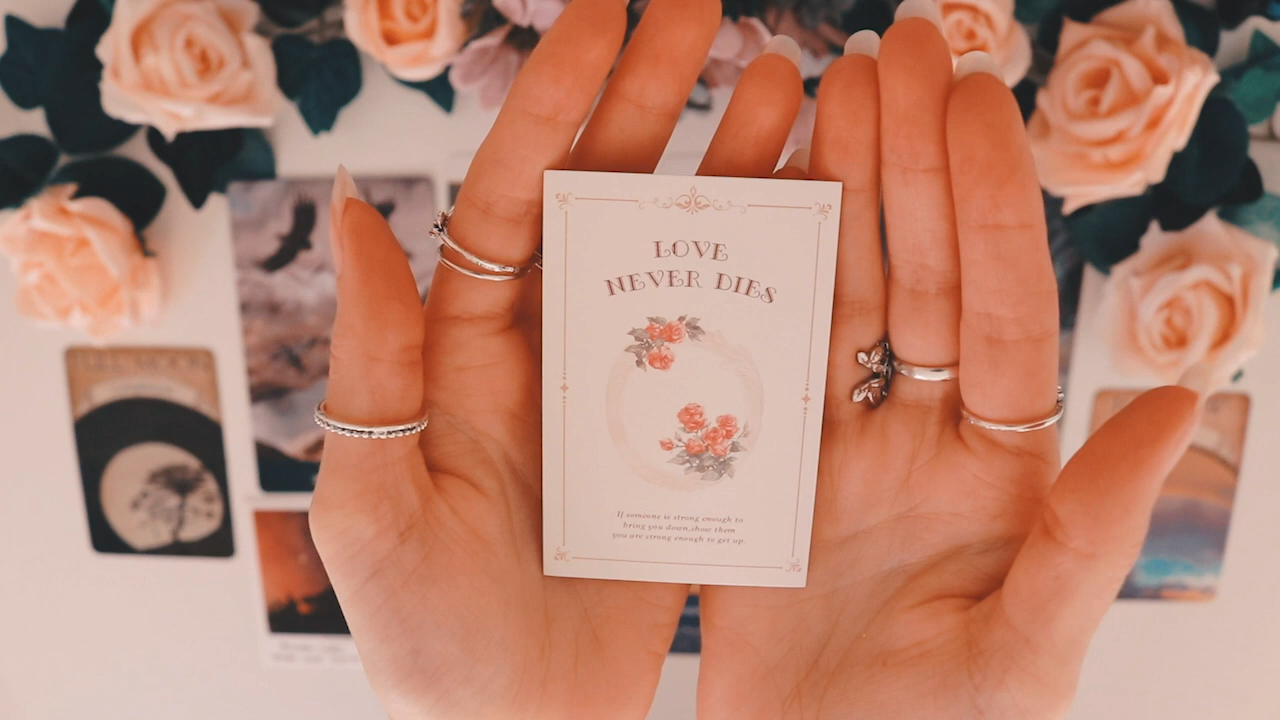 LOVE
NEVER DIES
If someone is strong enough to
bring you down,show them
you are strong enough to get up.